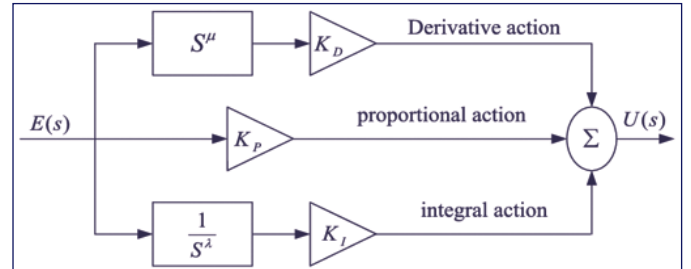 S^μ
K_D
Derivative action
E(s)
K_P
proportional action
Σ
U(s)
1
S^λ
K_I
integral action